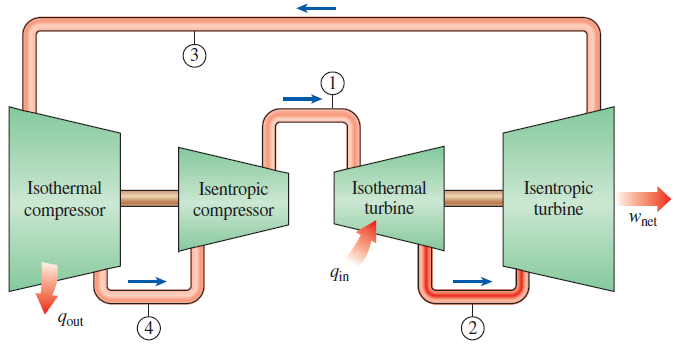 3
1
Isothermal
compressor
Isentropic
compressor
Isothermal
turbine
Isentropic
turbine
wnet
qin
qout
4
2